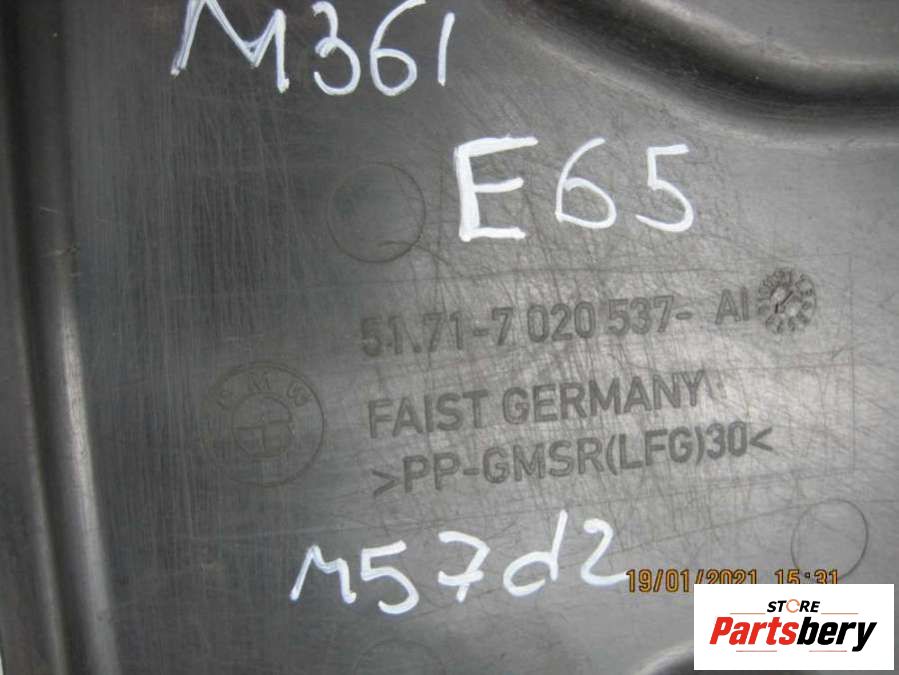 M361
E65
51.71-7 020 537- AI
FAIST GERMANY
>PP-GMSR(LFG)30<
M57d2
19/01/2021 15:31
STORE
Partsbery